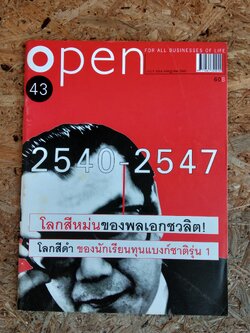 open
FOR ALL BUSINESSES OF LIFE
43
60฿
2540-2547
โลกสีหม่นของพลเอกชวลิต!
โลกสีดำ ของนักเรียนทุนแบงก์ชาติรุ่น 1